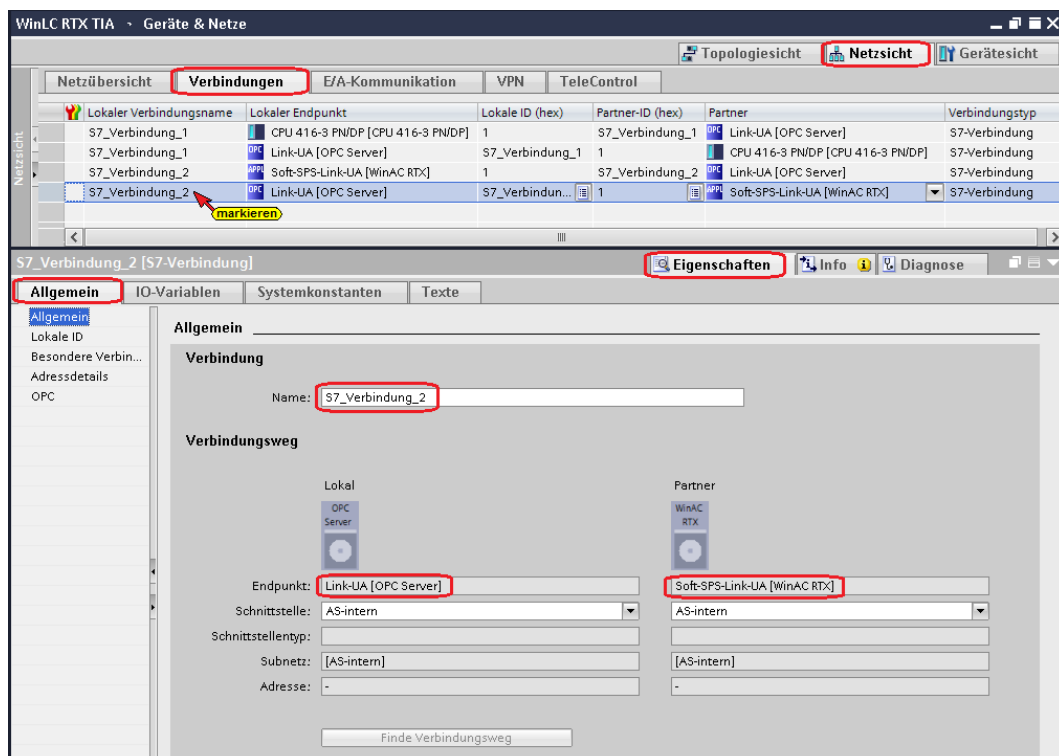 WinLC RTX TIA Geräte & Netze
Topologiesicht Netzsicht Gerätesicht
Netzübersicht Verbindungen E/A-Kommunikation VPN TeleControl
Netzsicht
Lokaler Verbindungsname Lokaler Endpunkt Lokale ID (hex) Partner-ID (hex) Partner Verbindungstyp
S7_Verbindung_1 CPU 416-3 PN/DP [CPU 416-3 PN/DP] 1 S7_Verbindung_1 OPC Link-UA [OPC Server] S7-Verbindung
S7_Verbindung_1 OPC Link-UA [OPC Server] S7_Verbindung_1 1 CPU 416-3 PN/DP [CPU 416-3 PN/DP] S7-Verbindung
S7_Verbindung_2 APPL Soft-SPS-Link-UA [WinAC RTX] 1 S7_Verbindung_2 OPC Link-UA [OPC Server] S7-Verbindung
S7_Verbindung_2 OPC Link-UA [OPC Server] S7_Verbindun... 1 APPL Soft-SPS-Link-UA [WinAC RTX] S7-Verbindung
markieren
S7_Verbindung_2 [S7-Verbindung]
Eigenschaften Info Diagnose
Allgemein IO-Variablen Systemkonstanten Texte
Allgemein
Lokale ID
Besondere Verbin...
Adressdetails
OPC
Allgemein
Verbindung
Name: S7_Verbindung_2
Verbindungsweg
Lokal Partner
OPC Server
WinAC RTX
Endpunkt: Link-UA [OPC Server] Soft-SPS-Link-UA [WinAC RTX]
Schnittstelle: AS-intern AS-intern
Schnittstellentyp:
Subnetz: [AS-intern] [AS-intern]
Adresse: - -
Finde Verbindungsweg